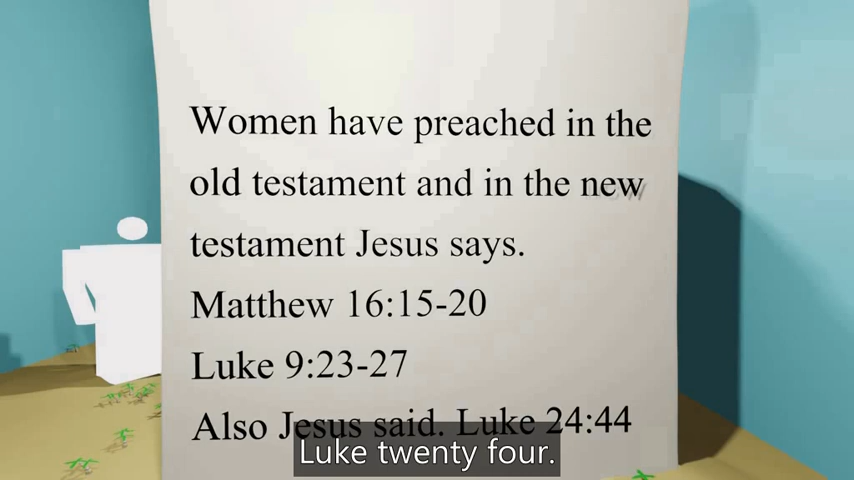 Women have preached in the
old testament and in the new
testament Jesus says.
Matthew 16:15-20
Luke 9:23-27
Also Jesus said. Luke 24:44
Luke twenty four.